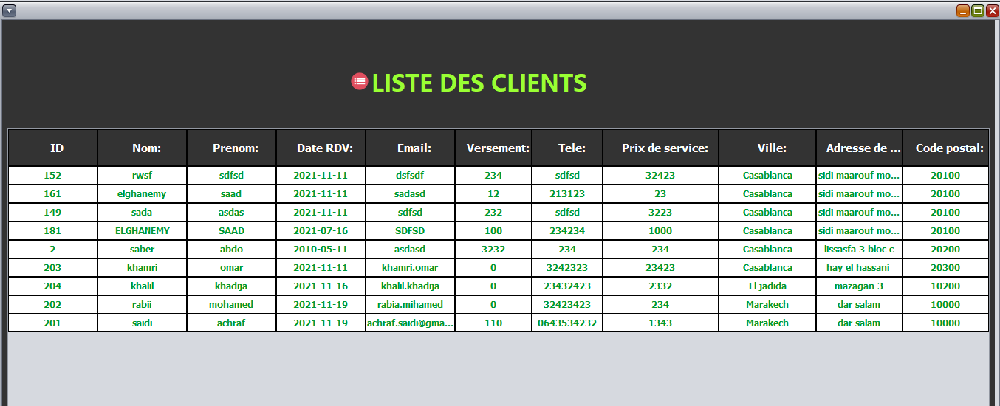 LISTE DES CLIENTS
ID Nom: Prenom: Date RDV: Email: Versement: Tele: Prix de service: Ville: Adresse de ... Code postal:
152 rwsf sdfsd 2021-11-11 dsfsdf 234 sdfsd 32423 Casablanca sidi maarouf mo... 20100
161 elghanemy saad 2021-11-11 sadasd 12 213123 23 Casablanca sidi maarouf mo... 20100
149 sada asdas 2021-11-11 sdfsd 232 sdfsd 3223 Casablanca sidi maarouf mo... 20100
181 ELGHANEMY SAAD 2021-07-16 SDFSD 100 234234 1000 Casablanca sidi maarouf mo... 20100
2 saber abdo 2010-05-11 asdasd 3232 234 234 Casablanca lissasfa 3 bloc c 20200
203 khamri omar 2021-11-11 khamri.omar 0 3242323 23423 Casablanca hay el hassani 20300
204 khalil khadija 2021-11-16 khalil.khadija 0 23432423 2332 El jadida mazagan 3 10200
202 rabii mohamed 2021-11-19 rabia.mihamed 0 32423423 234 Marakech dar salam 10000
201 saidi achraf 2021-11-19 achraf.saidi@gma... 110 0643534232 1343 Marakech dar salam 10000